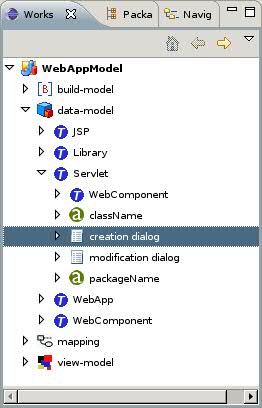 Works Packa Navig
WebAppModel
[B] build-model
data-model
T JSP
T Library
T Servlet
T WebComponent
a className
creation dialog
modification dialog
a packageName
T WebApp
T WebComponent
mapping
view-model